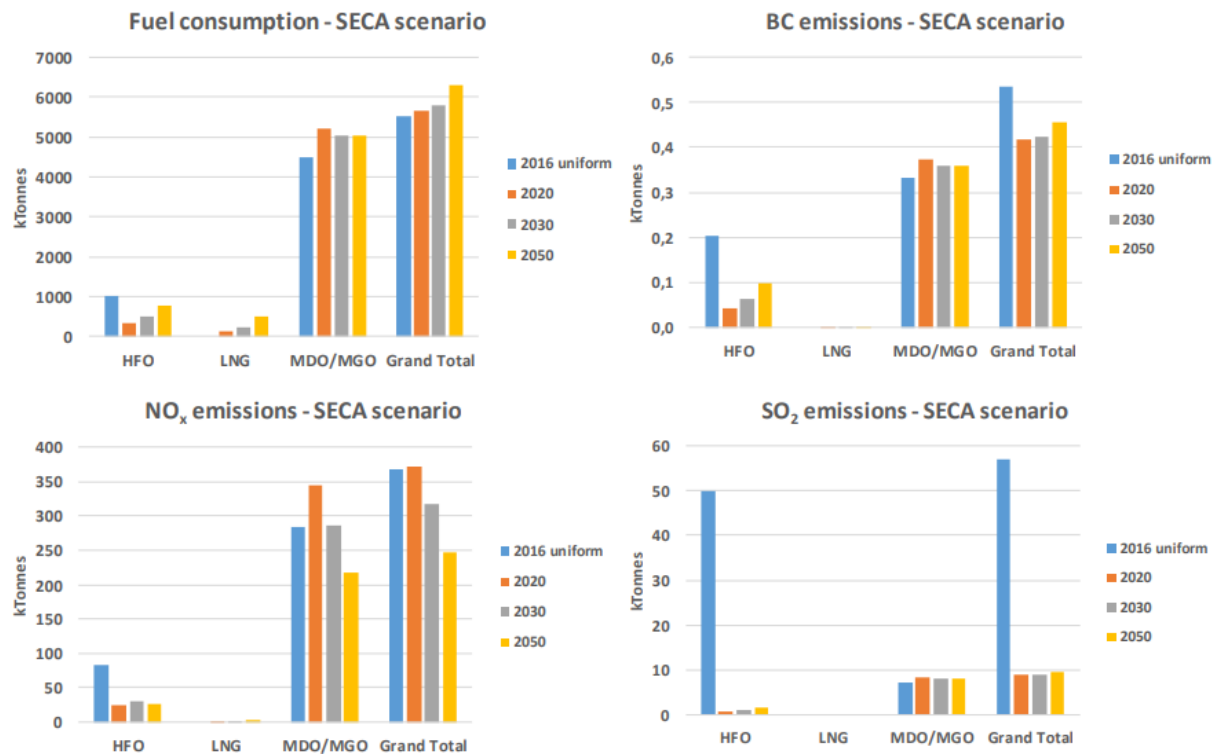 Fuel consumption - SECA scenario
7000
6000
5000
4000
3000
2000
1000
0
kTonnes
HFO LNG MDO/MGO Grand Total
2016 uniform
2020
2030
2050
BC emissions - SECA scenario
0,6
0,5
0,4
0,3
0,2
0,1
0,0
kTonnes
HFO LNG MDO/MGO Grand Total
2016 uniform
2020
2030
2050
NOx emissions - SECA scenario
400
350
300
250
200
150
100
50
0
kTonnes
HFO LNG MDO/MGO Grand Total
2016 uniform
2020
2030
2050
SO2 emissions - SECA scenario
60
50
40
30
20
10
0
kTonnes
HFO LNG MDO/MGO Grand Total
2016 uniform
2020
2030
2050